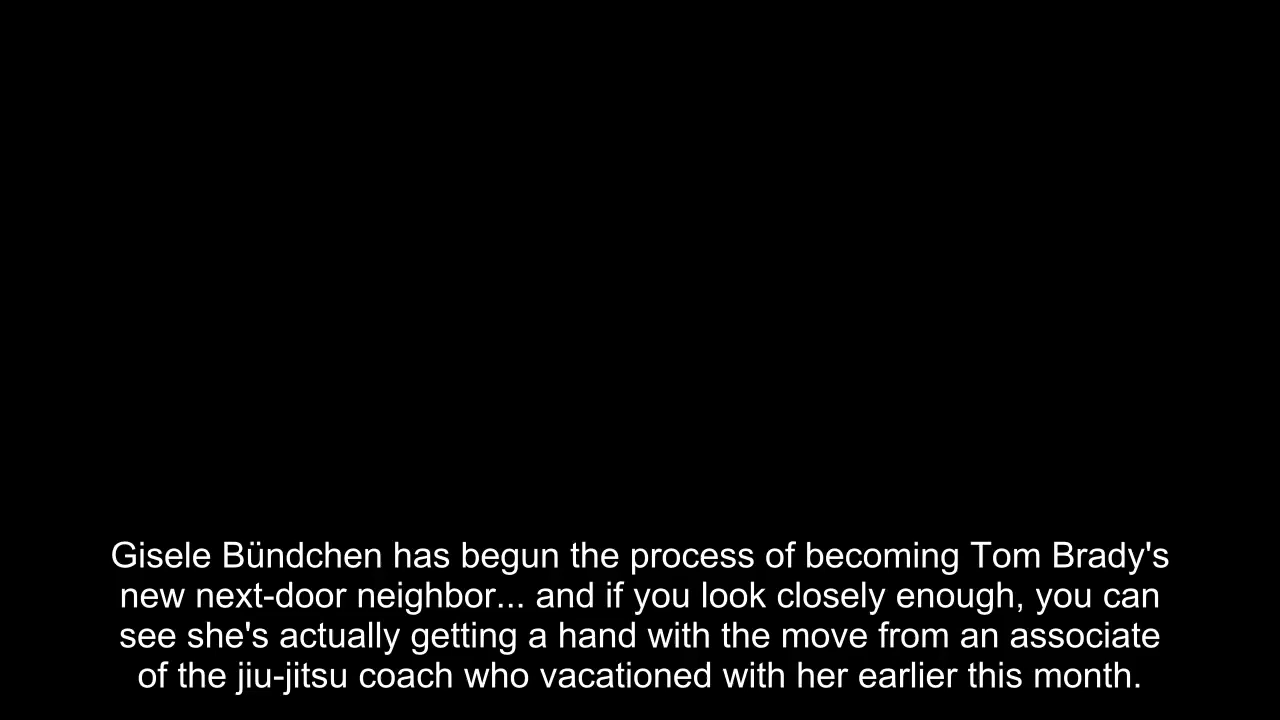 Gisele Bündchen has begun the process of becoming Tom Brady's
new next-door neighbor... and if you look closely enough, you can
see she's actually getting a hand with the move from an associate
of the jiu-jitsu coach who vacationed with her earlier this month.